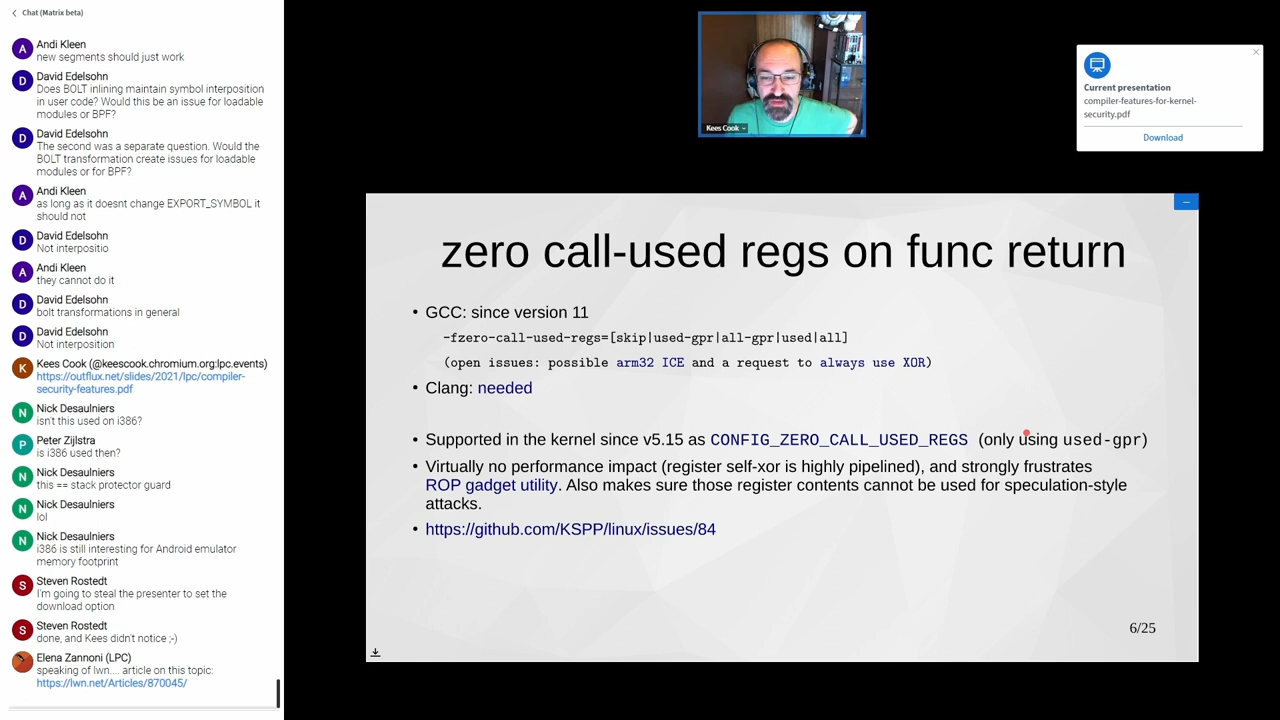 Chat (Matrix beta)
Andi Kleen
new segments should just work
David Edelsohn
Does BOLT inlining maintain symbol interposition
in user code? Would this be an issue for loadable
modules or BPF?
David Edelsohn
The second was a separate question. Would the
BOLT transformation create issues for loadable
modules or for BPF?
Andi Kleen
as long as it doesnt change EXPORT_SYMBOL it
should not
David Edelsohn
Not interpositio
Andi Kleen
they cannot do it
David Edelsohn
bolt transformations in general
David Edelsohn
Not interposition
Kees Cook (@keescook.chromium.org:lpc.events)
https://outflux.net/slides/2021/lpc/compiler-
security-features.pdf
Nick Desaulniers
isn't this used on i386?
Peter Zijlstra
is i386 used then?
Nick Desaulniers
this == stack protector guard
Nick Desaulniers
lol
Nick Desaulniers
i386 is still interesting for Android emulator
memory footprint
Steven Rostedt
I'm going to steal the presenter to set the
download option
Steven Rostedt
done, and Kees didn't notice ;-)
Elena Zannoni (LPC)
speaking of lwn.... article on this topic:
https://lwn.net/Articles/870045/
Kees Cook
Current presentation
compiler-features-for-kernel-
security.pdf
Download
zero call-used regs on func return
• GCC: since version 11
-fzero-call-used-regs=[skip|used-gpr|all-gpr|used|all]
(open issues: possible arm32 ICE and a request to always use XOR)
• Clang: needed
• Supported in the kernel since v5.15 as CONFIG_ZERO_CALL_USED_REGS (only using used-gpr)
• Virtually no performance impact (register self-xor is highly pipelined), and strongly frustrates
ROP gadget utility. Also makes sure those register contents cannot be used for speculation-style
attacks.
• https://github.com/KSPP/linux/issues/84
6/25